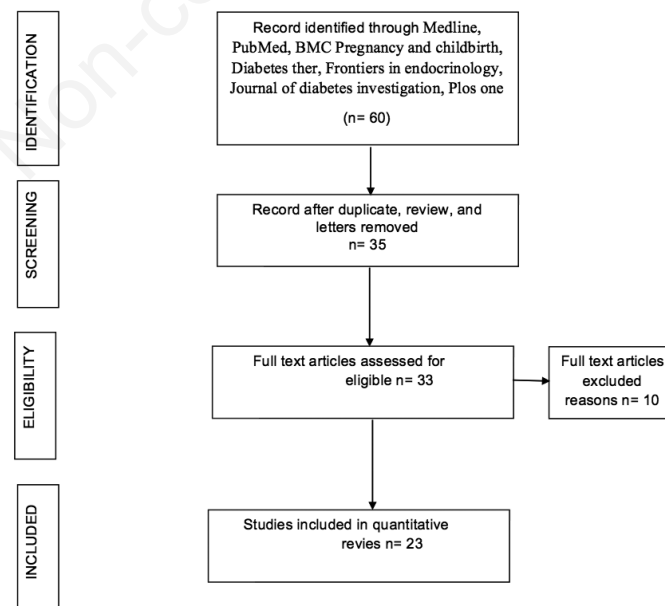 Non-co
IDENTIFICATION
Record identified through Medline,
PubMed, BMC Pregnancy and childbirth,
Diabetes ther, Frontiers in endocrinology,
Journal of diabetes investigation, Plos one
(n= 60)
SCREENING
Record after duplicate, review, and
letters removed
n= 35
ELIGIBILITY
Full text articles assessed for
eligible n= 33
Full text articles
excluded
reasons n= 10
INCLUDED
Studies included in quantitative
revies n= 23